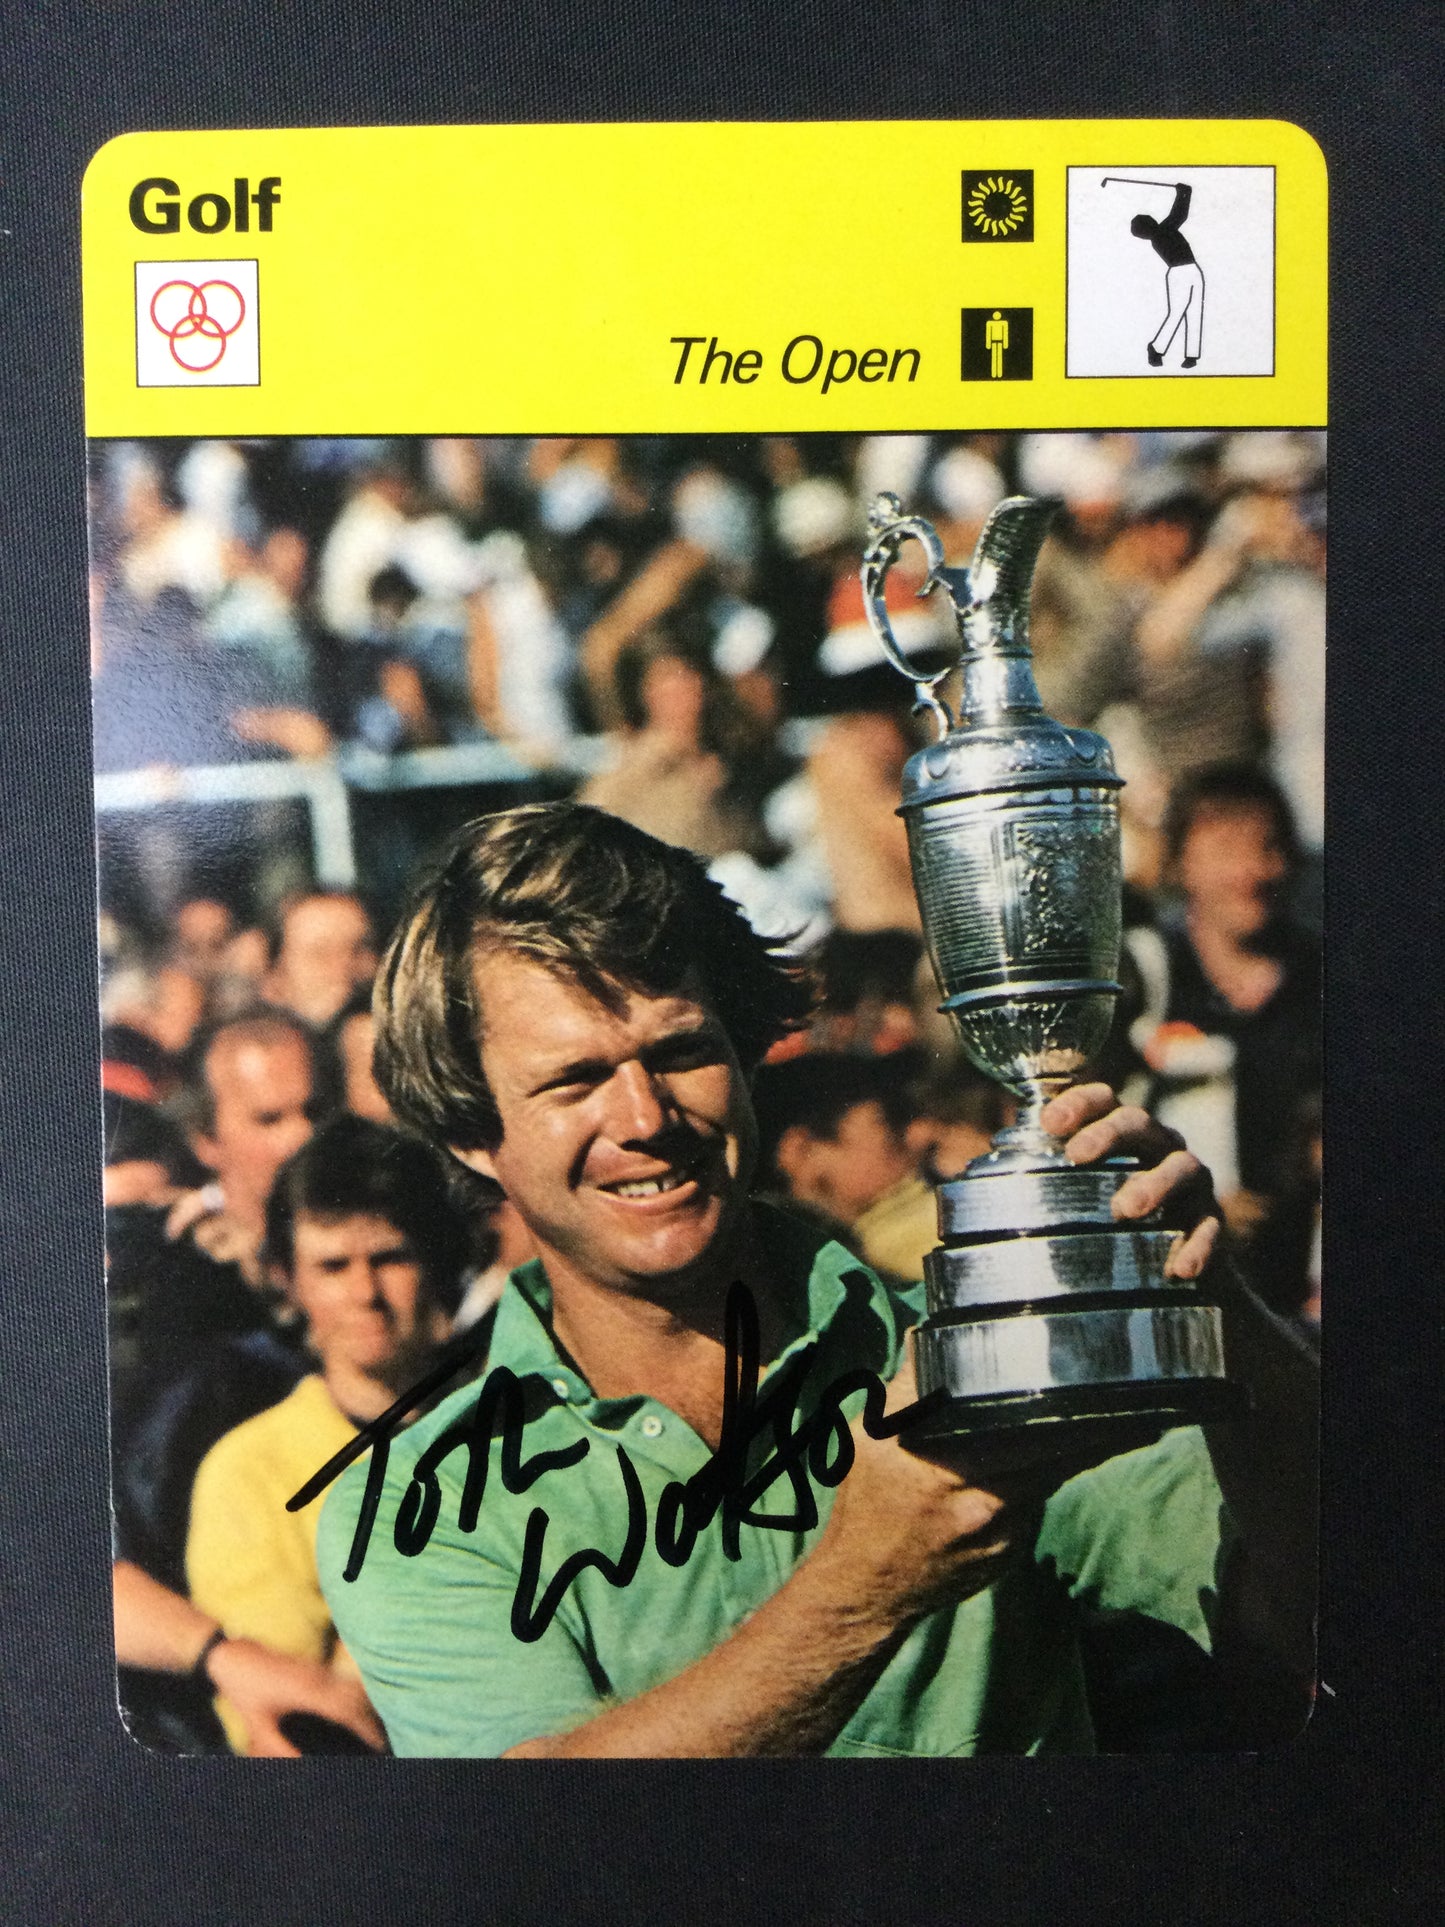 Golf
The Open
Tom
Watson